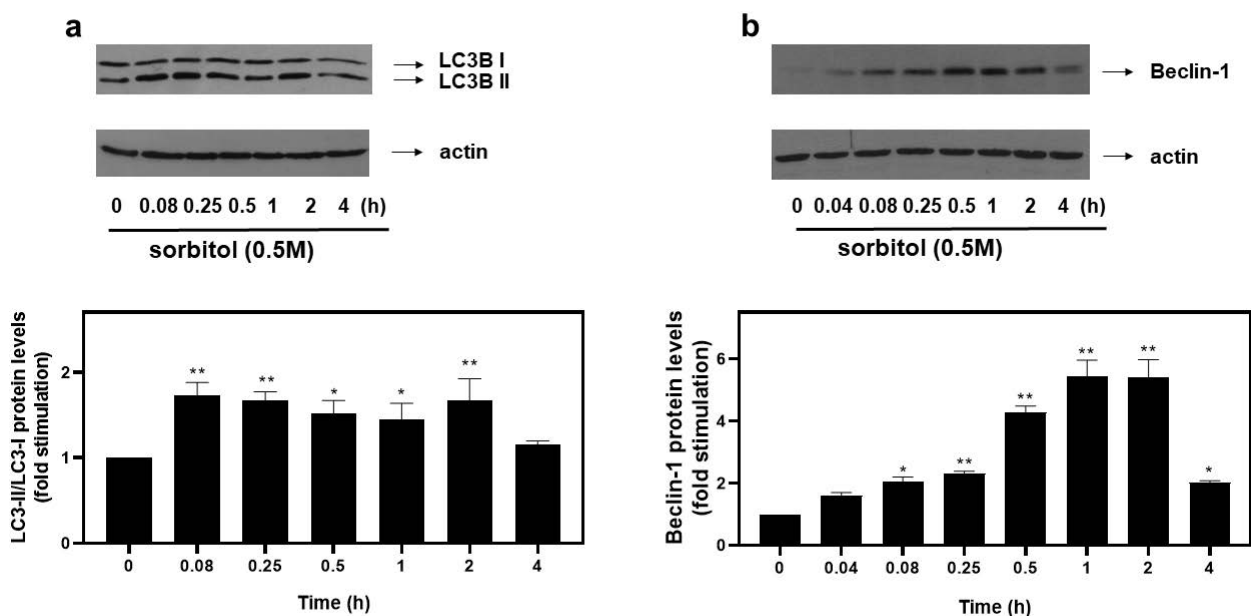 a
LC3B I
LC3B II
actin
0 0.08 0.25 0.5 1 2 4 (h)
sorbitol (0.5M)
LC3-II/LC3-I protein levels
(fold stimulation)
2
1
0
** ** * * **
0 0.08 0.25 0.5 1 2 4
Time (h)
b
Beclin-1
actin
0 0.04 0.08 0.25 0.5 1 2 4 (h)
sorbitol (0.5M)
Beclin-1 protein levels
(fold stimulation)
6
4
2
0
* ** ** ** ** *
0 0.04 0.08 0.25 0.5 1 2 4
Time (h)